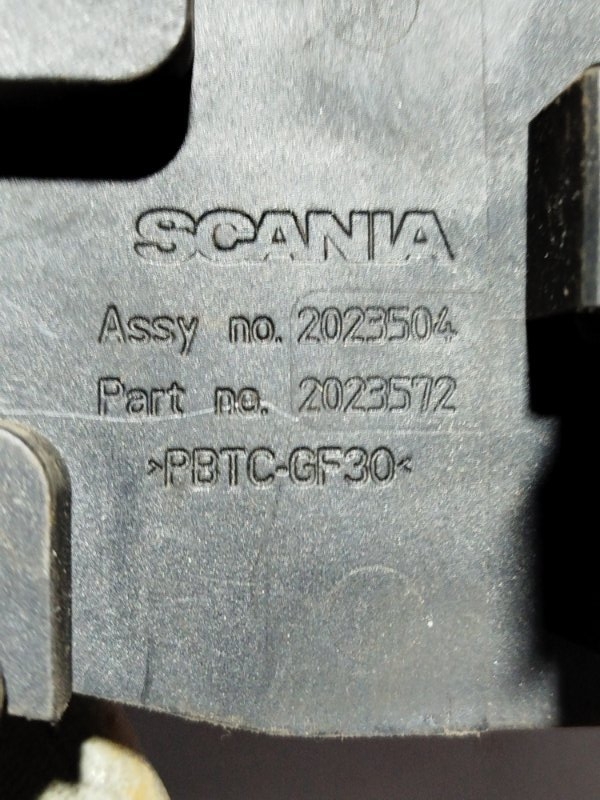 SCANIA
Assy no. 2023504
Part no. 2023572
>PBTC-GF30<